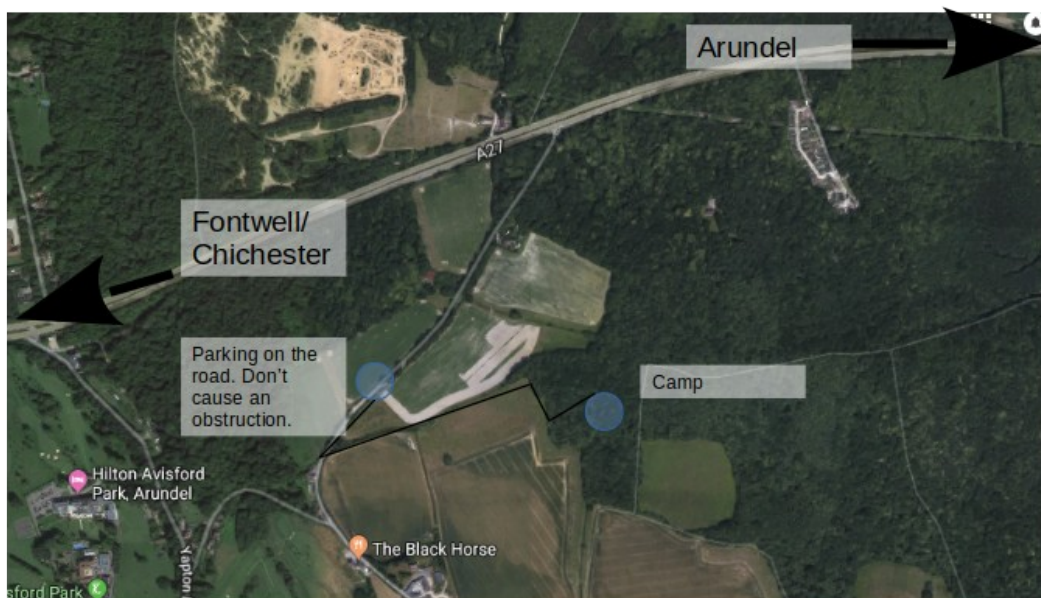 Arundel
A27
Fontwell/
Chichester
Parking on the
road. Don't
cause an
obstruction.
Camp
Hilton Avisford
Park, Arundel
The Black Horse
Yapton
sford Park